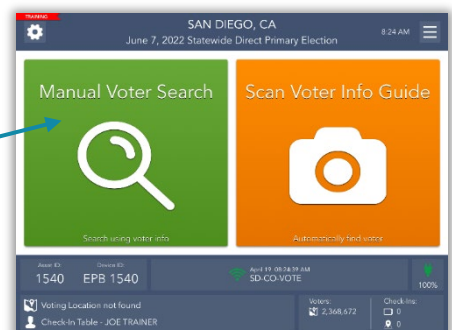 TRAINING
SAN DIEGO, CA
June 7, 2022 Statewide Direct Primary Election
8:24 AM
Manual Voter Search
Scan Voter Info Guide
Search using voter info
Automatically find voter
Asset ID:
1540
Device ID:
EPB 1540
April 19 08:24:39 AM
SD-CO-VOTE
100%
Voting Location not found
Check-In Table - JOE TRAINER
Voters:
2,368,672
Check-Ins:
0
0